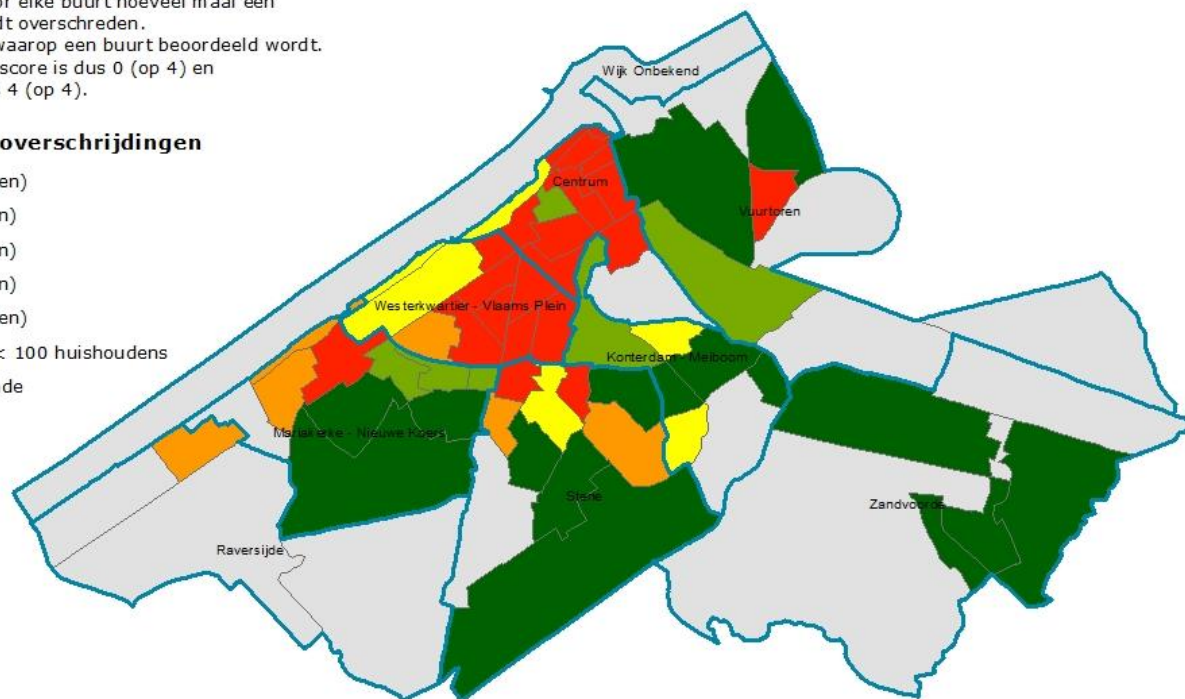 or elke buurt hoeveel maal een
dt overschreden.
waarop een buurt beoordeeld wordt.
score is dus 0 (op 4) en
4 (op 4).
overschrijdingen
en)
n)
n)
n)
en)
< 100 huishoudens
de
Wijk Onbekend
Centrum
Vuurtoren
Westerkwartier - Vlaams Plein
Konterdam - Meiboom
Mariakerke - Nieuwe Koers
Stene
Zandvoorde
Raversijde